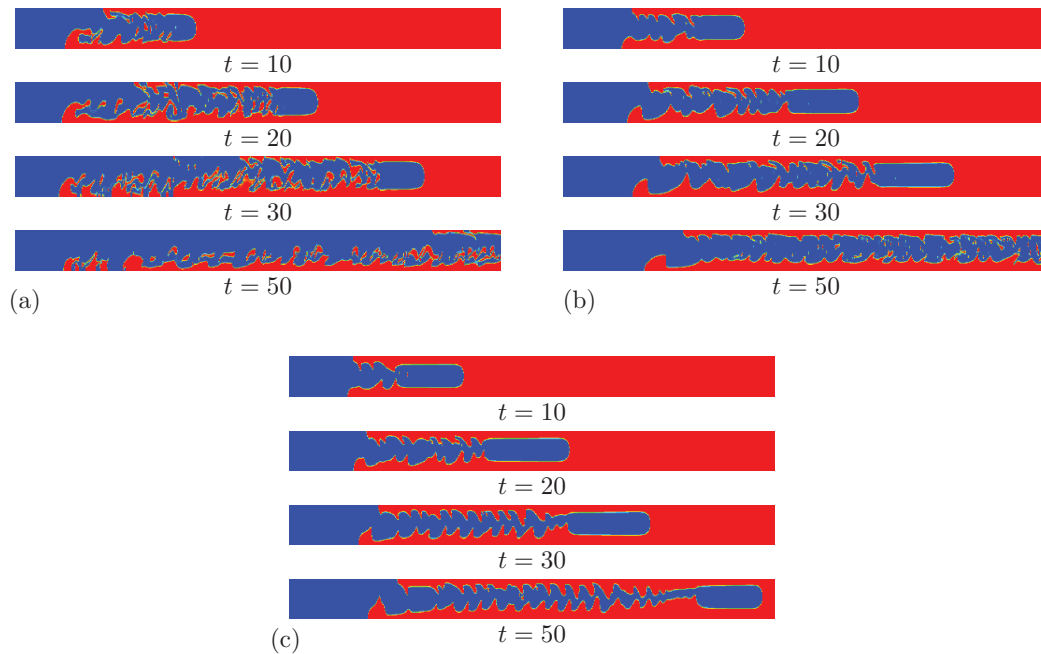 t = 10
t = 10
t = 20
t = 20
t = 30
t = 30
t = 50
t = 50
(a)
(b)
t = 10
t = 20
t = 30
t = 50
(c)